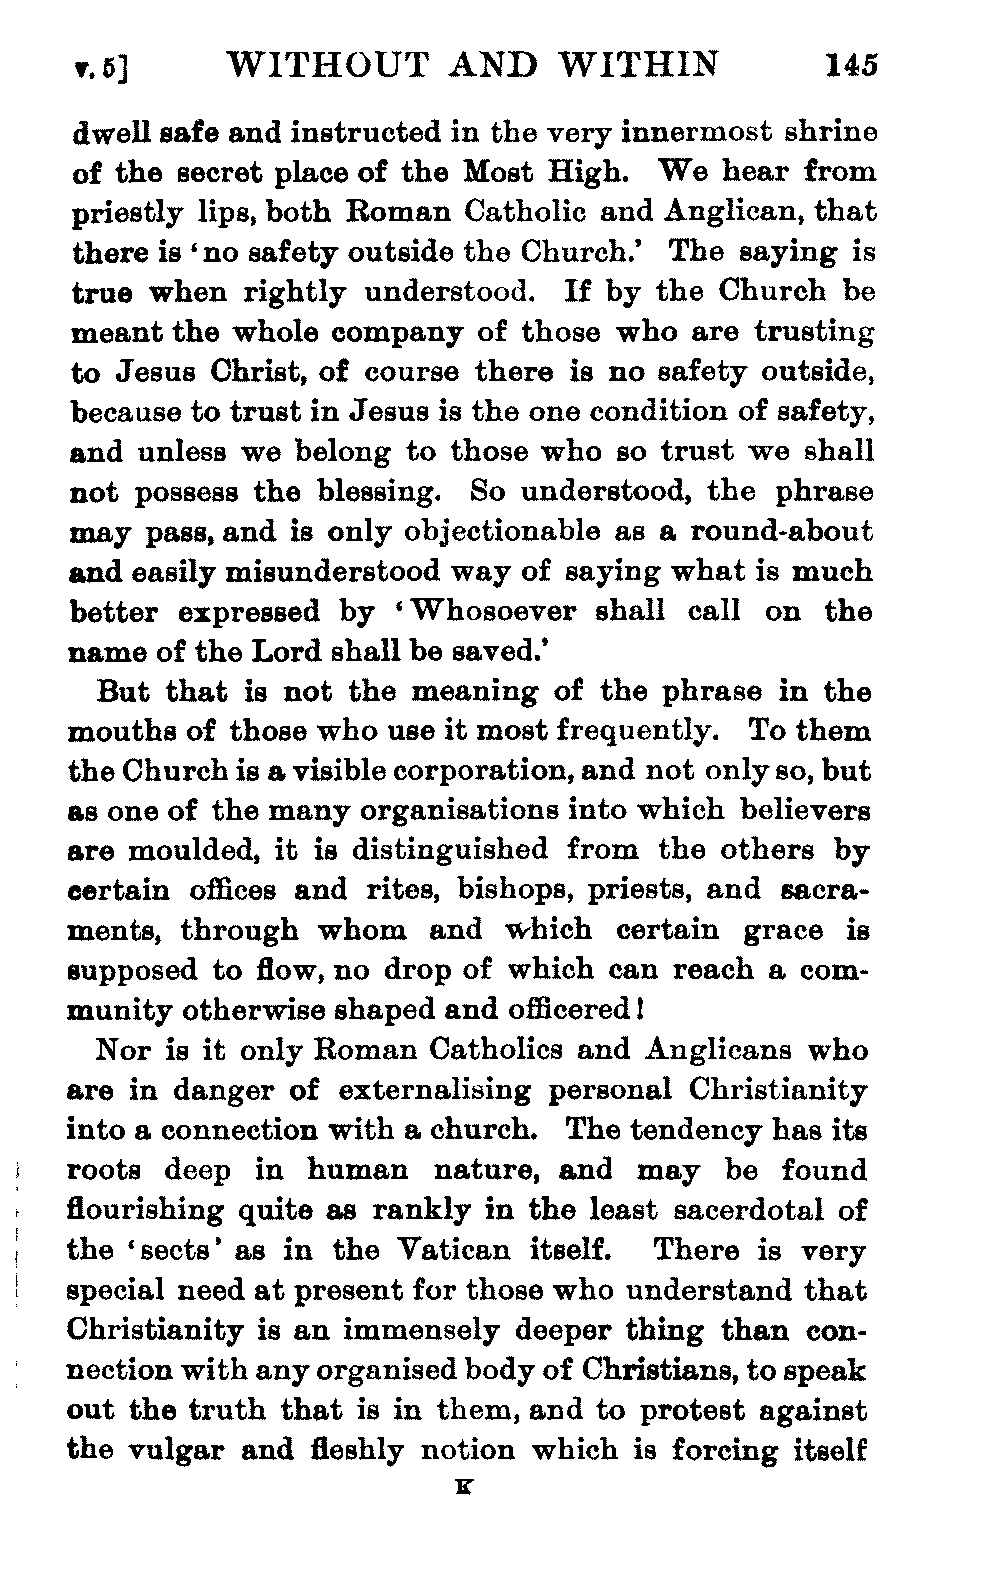 v. 5] WITHOUT AND WITHIN 145
dwell safe and instructed in the very innermost shrine
of the secret place of the Most High. We hear from
priestly lips, both Roman Catholic and Anglican, that
there is ‘no safety outside the Church.’ The saying is
true when rightly understood. If by the Church be
meant the whole company of those who are trusting
to Jesus Christ, of course there is no safety outside,
because to trust in Jesus is the one condition of safety,
and unless we belong to those who so trust we shall
not possess the blessing. So understood, the phrase
may pass, and is only objectionable as a round-about
and easily misunderstood way of saying what is much
better expressed by ‘Whosoever shall call on the
name of the Lord shall be saved.’
But that is not the meaning of the phrase in the
mouths of those who use it most frequently. To them
the Church is a visible corporation, and not only so, but
as one of the many organisations into which believers
are moulded, it is distinguished from the others by
certain offices and rites, bishops, priests, and sacra-
ments, through whom and which certain grace is
supposed to flow, no drop of which can reach a com-
munity otherwise shaped and officered!
Nor is it only Roman Catholics and Anglicans who
are in danger of externalising personal Christianity
into a connection with a church. The tendency has its
roots deep in human nature, and may be found
flourishing quite as rankly in the least sacerdotal of
the ‘sects’ as in the Vatican itself. There is very
special need at present for those who understand that
Christianity is an immensely deeper thing than con-
nection with any organised body of Christians, to speak
out the truth that is in them, and to protest against
the vulgar and fleshly notion which is forcing itself
K